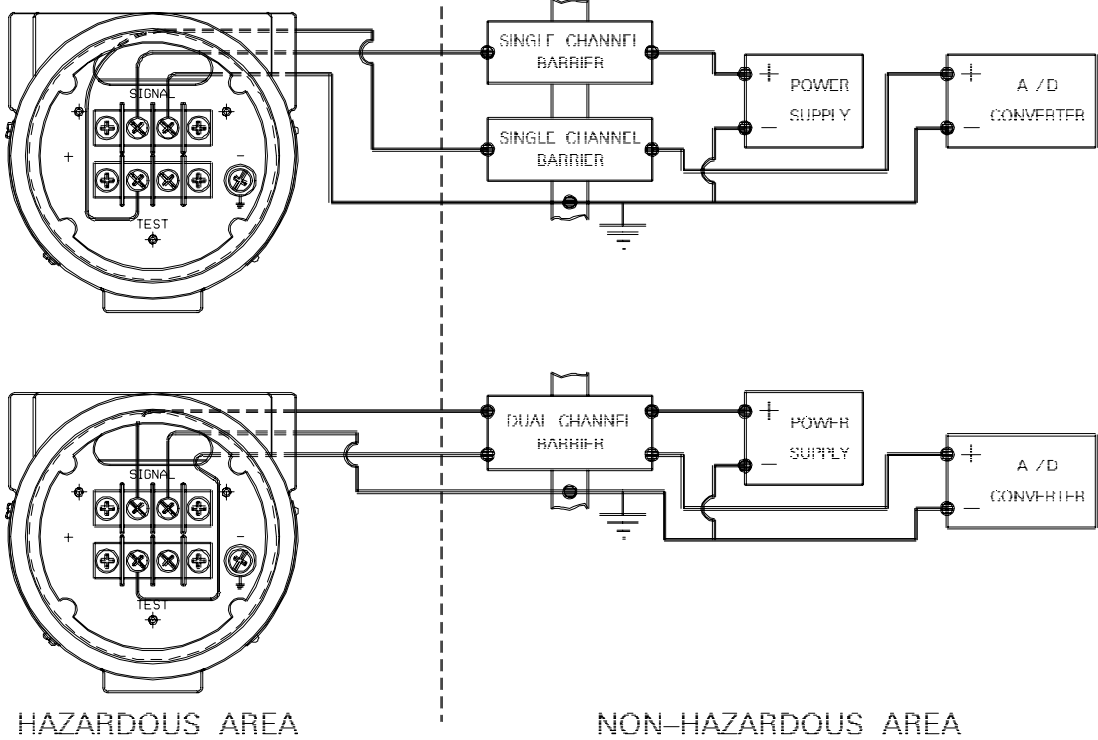 SINGLE CHANNEL
BARRIER
+ POWER
− SUPPLY
+ A/D
− CONVERTER
SIGNAL
SINGLE CHANNEL
BARRIER
+ −
TEST
DUAL CHANNEL
BARRIER
+ POWER
− SUPPLY
+ A/D
− CONVERTER
SIGNAL
+ −
TEST
HAZARDOUS AREA
NON-HAZARDOUS AREA